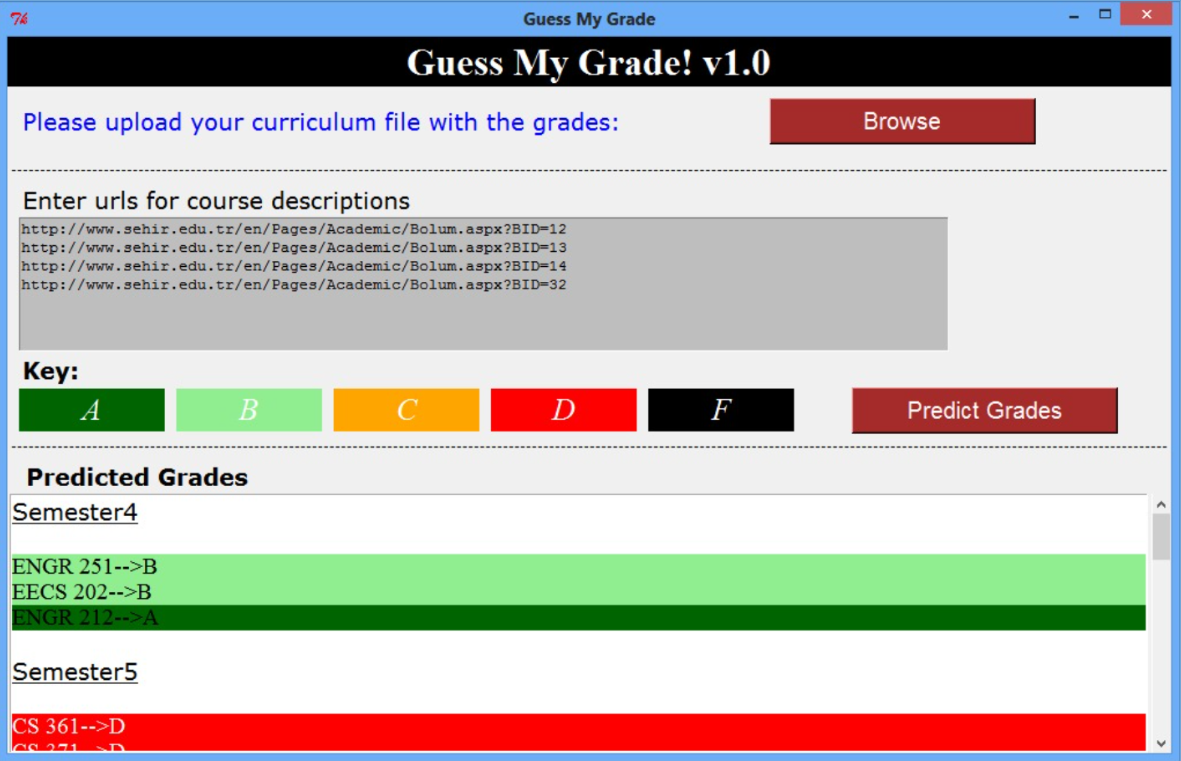 Guess My Grade
Guess My Grade! v1.0
Please upload your curriculum file with the grades:
Browse
Enter urls for course descriptions
http://www.sehir.edu.tr/en/Pages/Academic/Bolum.aspx?BID=12
http://www.sehir.edu.tr/en/Pages/Academic/Bolum.aspx?BID=13
http://www.sehir.edu.tr/en/Pages/Academic/Bolum.aspx?BID=14
http://www.sehir.edu.tr/en/Pages/Academic/Bolum.aspx?BID=32
Key:
A B C D F
Predict Grades
Predicted Grades
Semester4
ENGR 251-->B
EECS 202-->B
ENGR 212-->A
Semester5
CS 361-->D
CS 371-->D